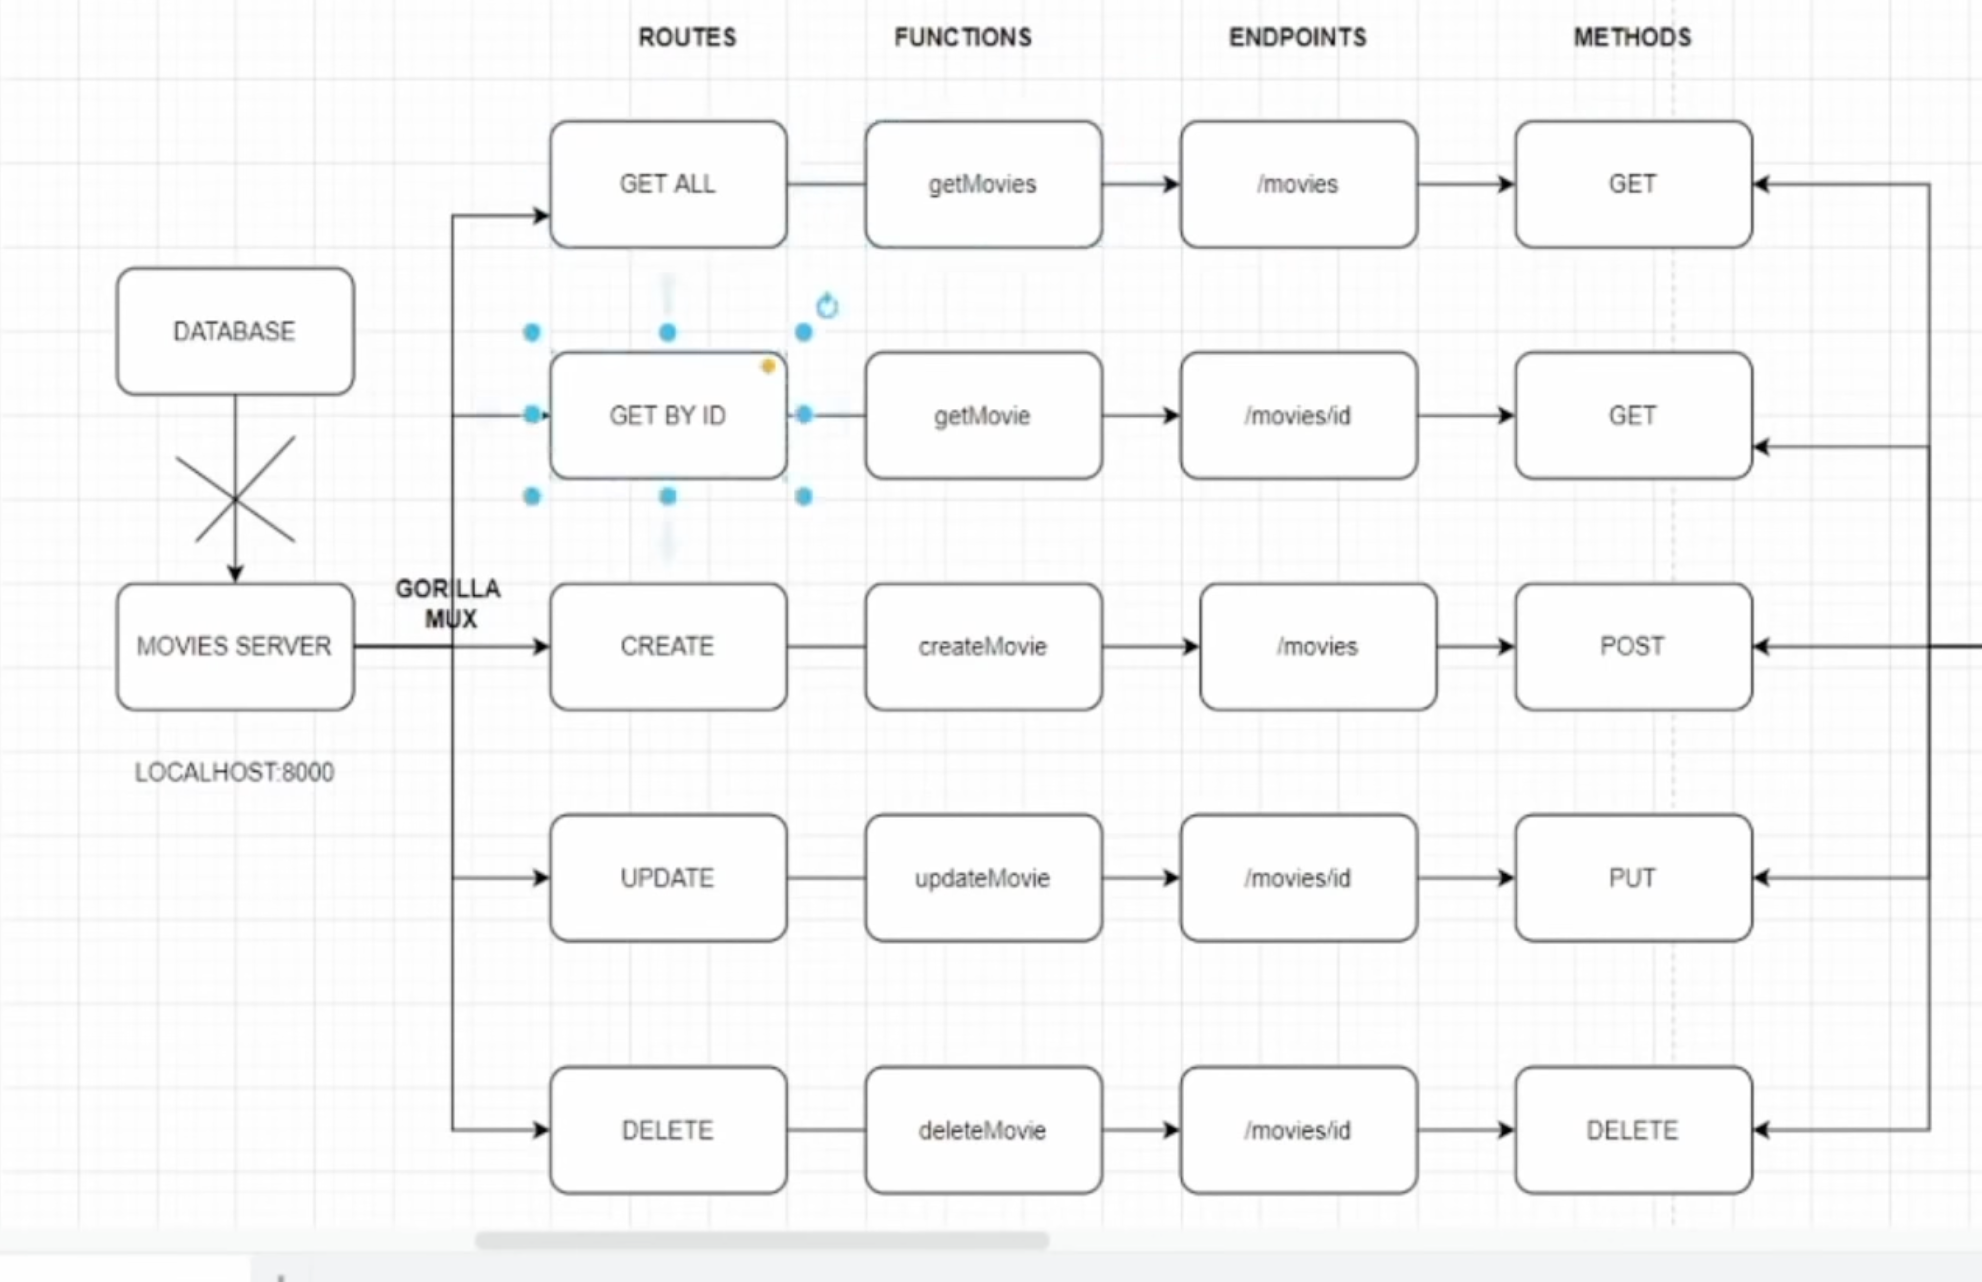 ROUTES
FUNCTIONS
ENDPOINTS
METHODS
GET ALL
getMovies
/movies
GET
DATABASE
GET BY ID
getMovie
/movies/id
GET
GORILLA
MUX
MOVIES SERVER
CREATE
createMovie
/movies
POST
LOCALHOST:8000
UPDATE
updateMovie
/movies/id
PUT
DELETE
deleteMovie
/movies/id
DELETE